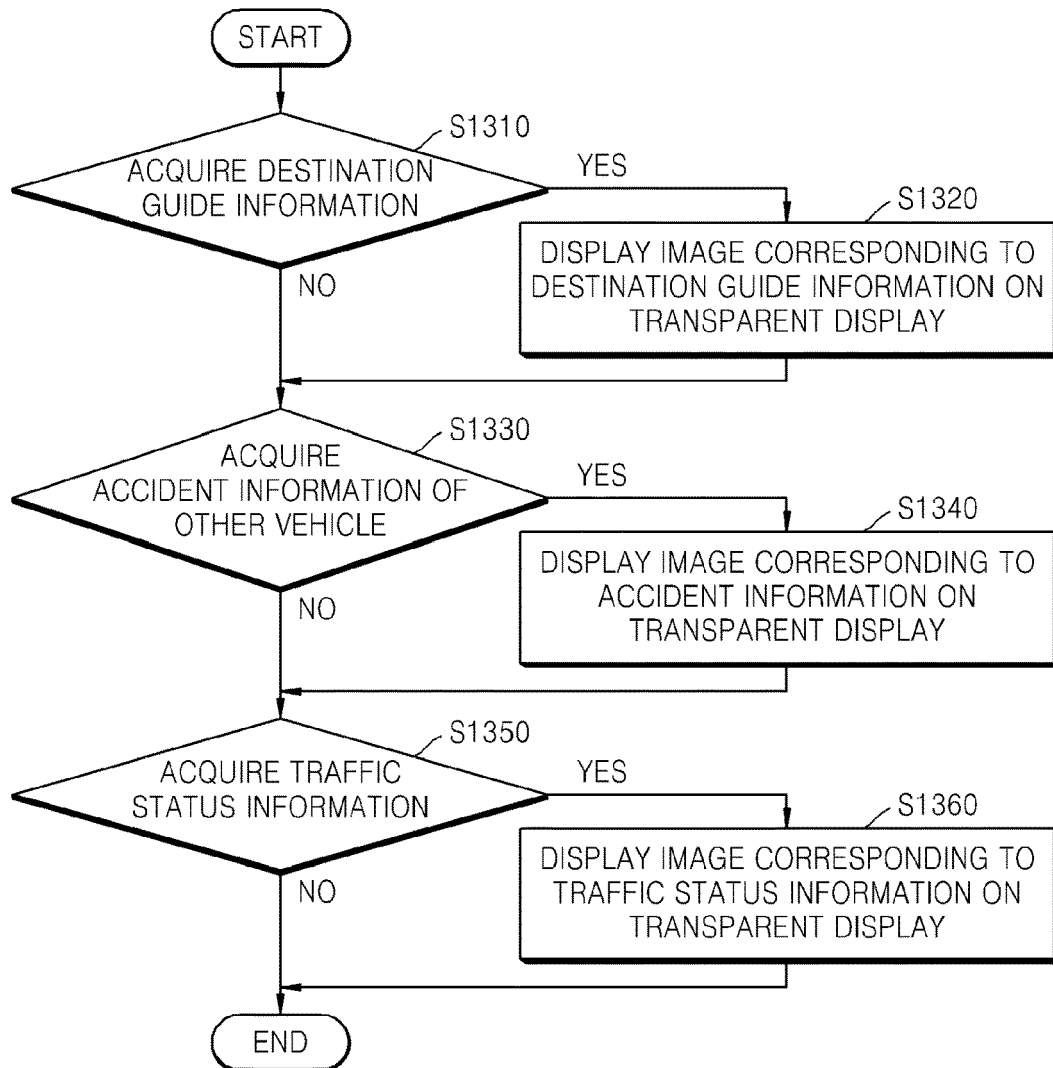 START
S1310
ACQUIRE DESTINATION
GUIDE INFORMATION
YES
NO
S1320
DISPLAY IMAGE CORRESPONDING TO
DESTINATION GUIDE INFORMATION ON
TRANSPARENT DISPLAY
S1330
ACQUIRE
ACCIDENT INFORMATION OF
OTHER VEHICLE
YES
NO
S1340
DISPLAY IMAGE CORRESPONDING TO
ACCIDENT INFORMATION ON
TRANSPARENT DISPLAY
S1350
ACQUIRE TRAFFIC
STATUS INFORMATION
YES
NO
S1360
DISPLAY IMAGE CORRESPONDING TO
TRAFFIC STATUS INFORMATION ON
TRANSPARENT DISPLAY
END